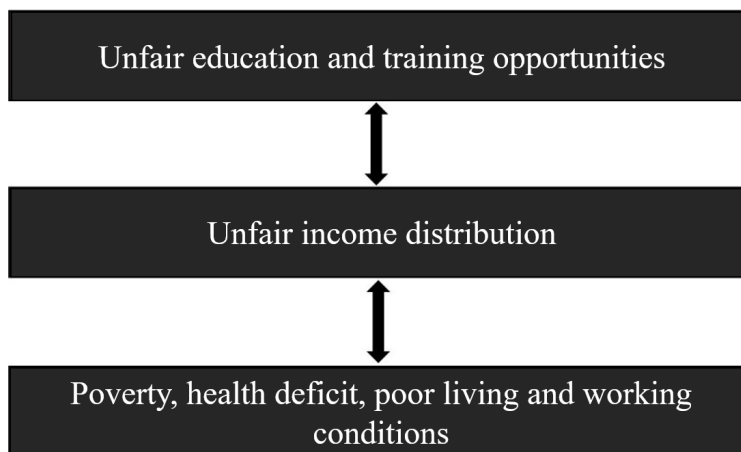 Unfair education and training opportunities
Unfair income distribution
Poverty, health deficit, poor living and working
conditions